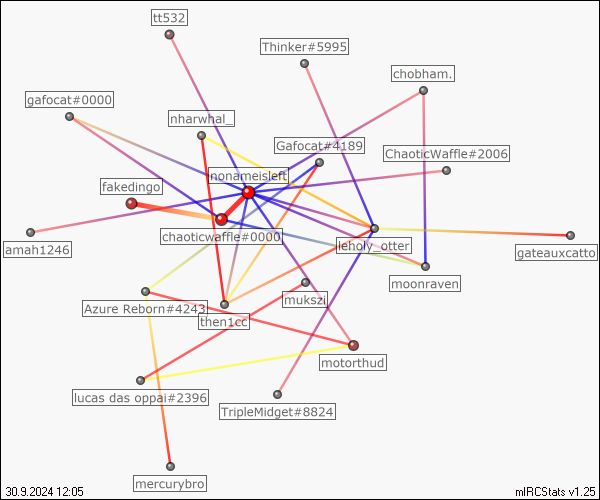 tt532
Thinker#5995
chobham.
gafocat#0000
nharwhal_
Gafocat#4189
ChaoticWaffle#2006
nonameisleft
fakedingo
chaoticwaffle#0000
leholy_otter
amah1246
gateauxcatto
moonraven
mukszi
Azure Reborn#4243
then1cc
motorthud
lucas das oppai#2396
TripleMidget#8824
mercurybro
30.9.2024 12:05
mIRCStats v1.25